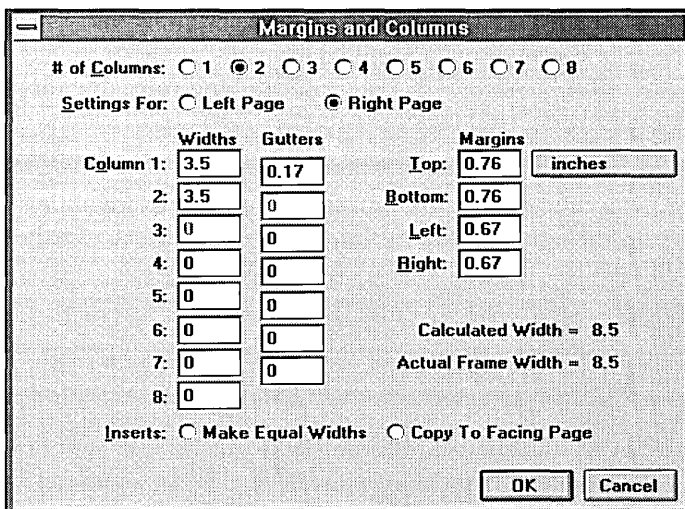 Margins and Columns
# of Columns: 1 2 3 4 5 6 7 8
Settings For: Left Page Right Page
Widths Gutters Margins
Column 1: 3.5 0.17 Top: 0.76 inches
2: 3.5 0 Bottom: 0.76
3: 0 0 Left: 0.67
4: 0 0 Right: 0.67
5: 0 0
6: 0 0 Calculated Width = 8.5
7: 0 0 Actual Frame Width = 8.5
8: 0
Inserts: Make Equal Widths Copy To Facing Page
OK Cancel